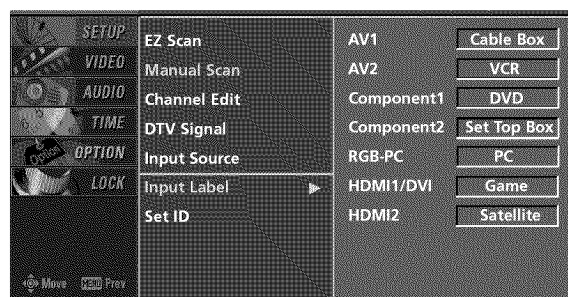 SETUP
VIDEO
AUDIO
TIME
OPTION
LOCK
Move MENU Prev
EZ Scan
Manual Scan
Channel Edit
DTV Signal
Input Source
Input Label
Set ID
AV1 Cable Box
AV2 VCR
Component1 DVD
Component2 Set Top Box
RGB-PC PC
HDMI1/DVI Game
HDMI2 Satellite